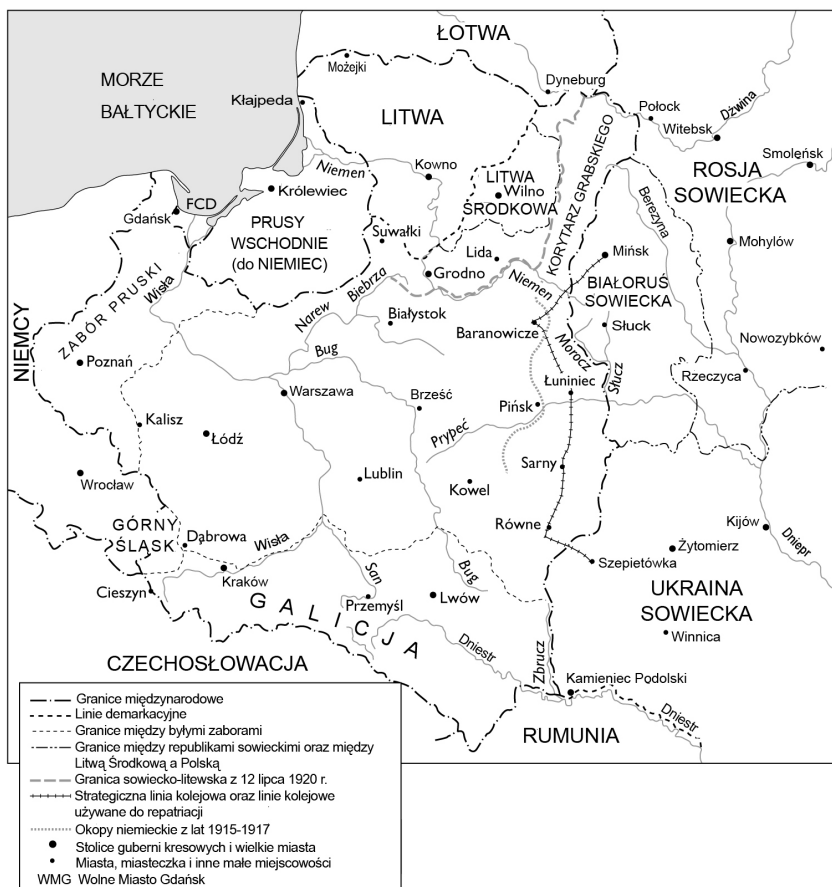 ŁOTWA
MORZE
BAŁTYCKIE
Możejki
Dyneburg
Kłajpeda
LITWA
Połock
Dźwina
Witebsk
Niemen
Kowno
Smoleńsk
ROSJA
SOWIECKA
LITWA
Wilno
ŚRODKOWA
KORYTARZ GRABSKIEGO
Berezyna
FCD
Królewiec
Gdańsk
PRUSY
WSCHODNIE
(do NIEMIEC)
Suwałki
Lida
Mińsk
Mohylów
Grodno
Niemen
BIAŁORUŚ
SOWIECKA
ZABÓR PRUSKI
Wisła
Narew
Biebrza
Białystok
Baranowicze
Morocz
Słuck
Nowozybków
NIEMCY
Poznań
Bug
Łuniniec
Słucz
Rzeczyca
Warszawa
Brześć
Pińsk
Kalisz
Łódź
Prypeć
Wrocław
Lublin
Kowel
Sarny
GÓRNY
ŚLĄSK
Dąbrowa
Wisła
Równe
Kijów
Dniepr
Żytomierz
Szepietówka
Cieszyn
Kraków
San
Bug
Przemyśl
Lwów
UKRAINA
SOWIECKA
GALICJA
Winnica
Dniestr
Zbrucz
CZECHOSŁOWACJA
Kamieniec Podolski
Dniestr
RUMUNIA
Granice międzynarodowe
Linie demarkacyjne
Granice między byłymi zaborami
Granice między republikami sowieckimi oraz między
Litwą Środkową a Polską
Granica sowiecko-litewska z 12 lipca 1920 r.
Strategiczna linia kolejowa oraz linie kolejowe
używane do repatriacji
Okopy niemieckie z lat 1915-1917
Stolice guberni kresowych i wielkie miasta
Miasta, miasteczka i inne małe miejscowości
WMG Wolne Miasto Gdańsk